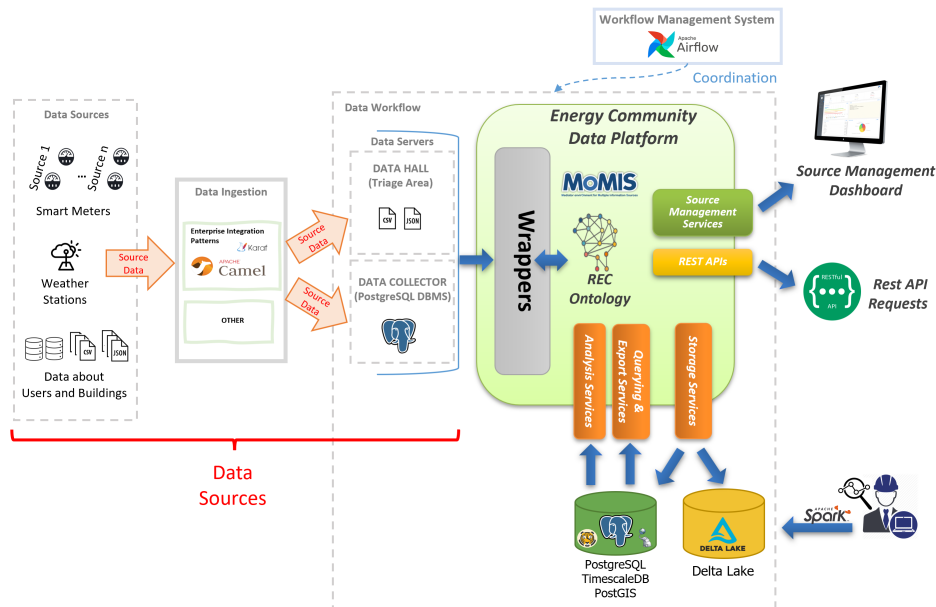 Workflow Management System
Apache
Airflow
Coordination
Data Workflow
Data Sources
Source 1
...
Source n
Smart Meters
Weather
Stations
CSV
JSON
Data about
Users and Buildings
Source
Data
Data Ingestion
Enterprise Integration
Patterns
Karaf
APACHE
Camel
OTHER
Source
Data
Source
Data
Data Servers
DATA HALL
(Triage Area)
CSV
JSON
DATA COLLECTOR
(PostgreSQL DBMS)
Data
Sources
Energy Community
Data Platform
Wrappers
MOMIS
REC
Ontology
Source
Management
Services
REST APIs
Analysis Services
Querying &
Export Services
Storage Services
Source Management
Dashboard
RESTful
{•••}
API
Rest API
Requests
PostgreSQL
TimescaleDB
PostGIS
DELTA LAKE
Delta Lake
APACHE
Spark